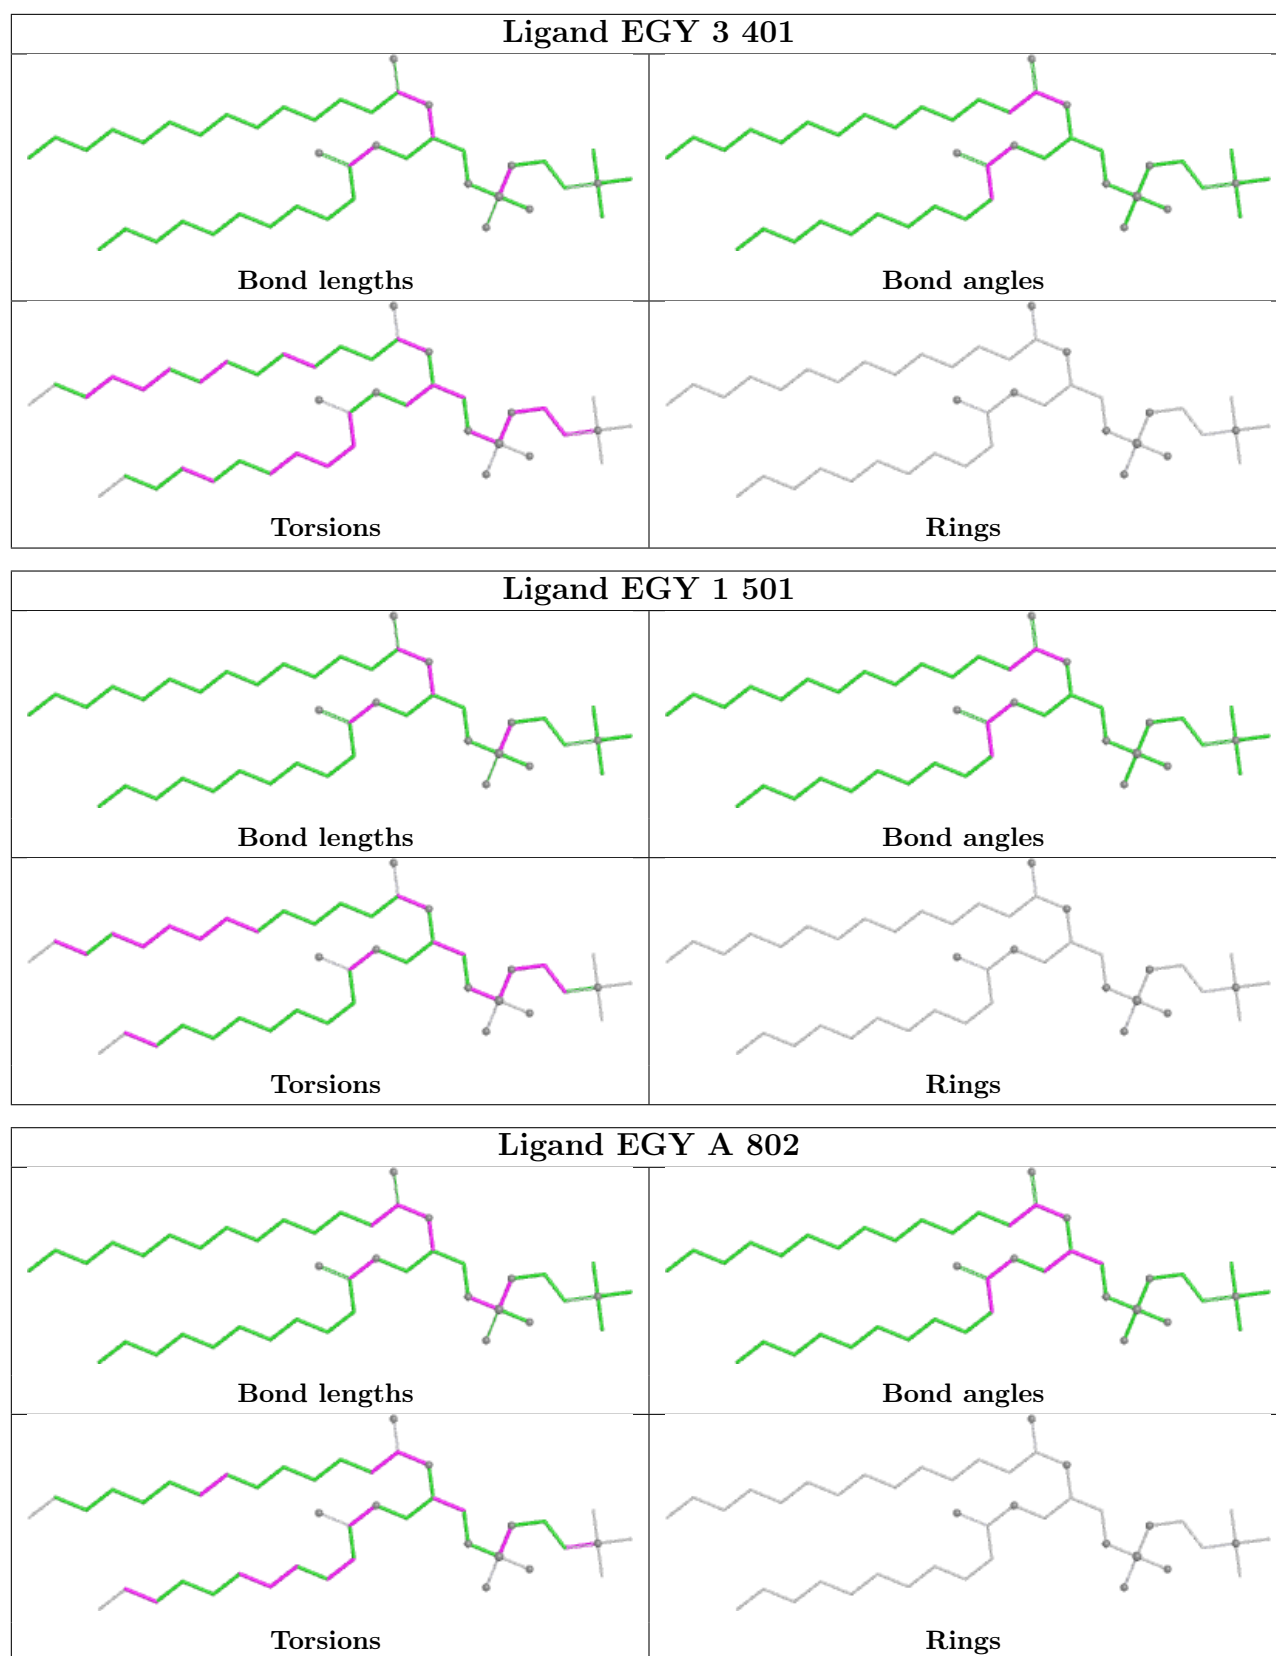 Ligand EGY 3 401
Bond lengths
Bond angles
Torsions
Rings
Ligand EGY 1 501
Bond lengths
Bond angles
Torsions
Rings
Ligand EGY A 802
Bond lengths
Bond angles
Torsions
Rings